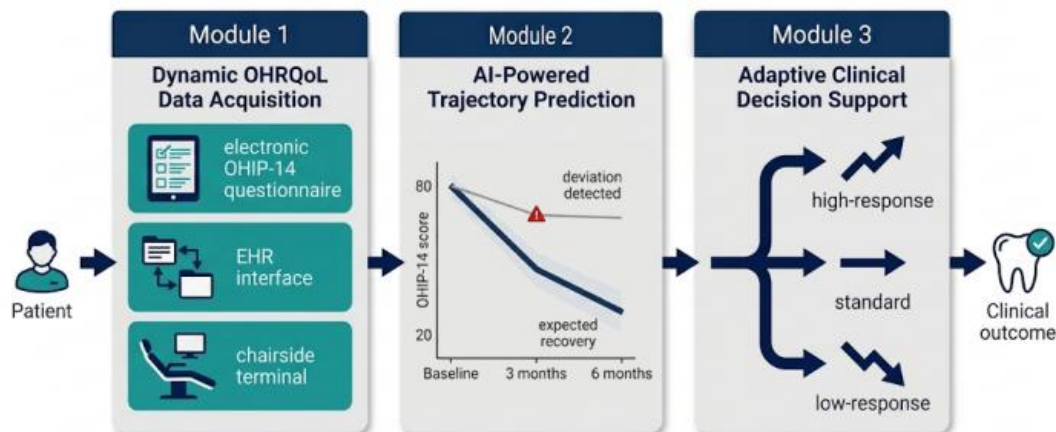 Module 1
Dynamic OHRQoL
Data Acquisition
electronic
OHIP-14
questionnaire
EHR
interface
chairside
terminal
Patient
Module 2
AI-Powered
Trajectory Prediction
OHIP-14 score
80
20
deviation
detected
expected
recovery
Baseline
3 months
6 months
Module 3
Adaptive Clinical
Decision Support
high-response
standard
low-response
Clinical
outcome